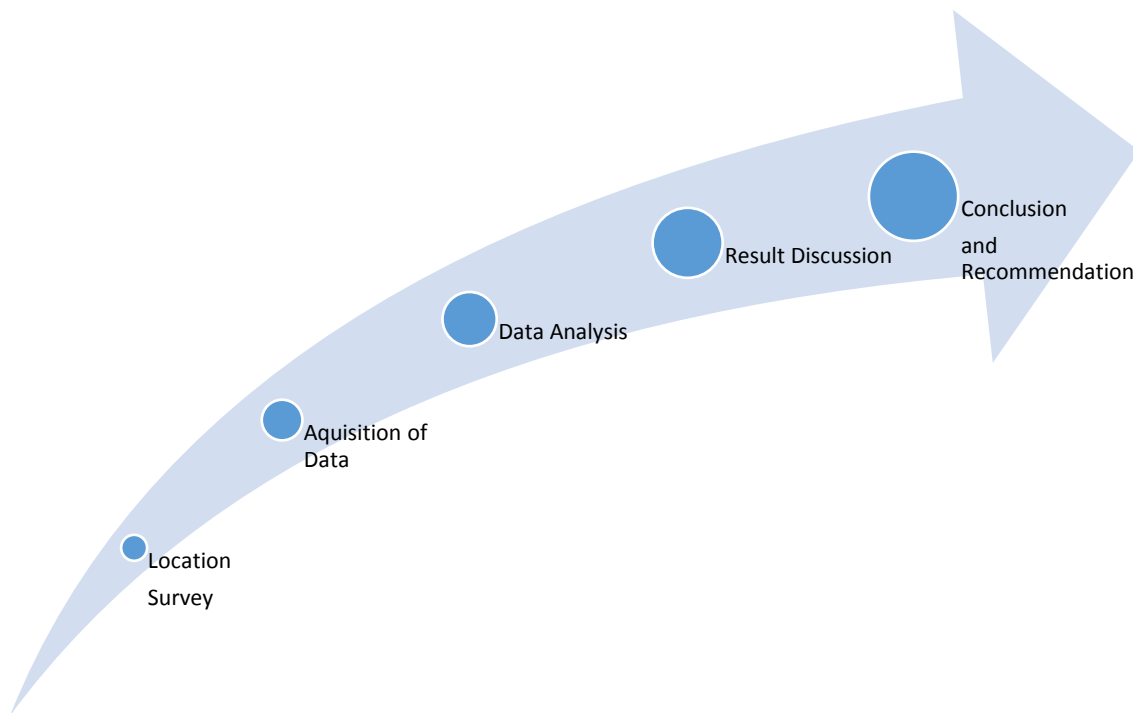 Location
Survey
Aquisition of
Data
Data Analysis
Result Discussion
Conclusion
and
Recommendation